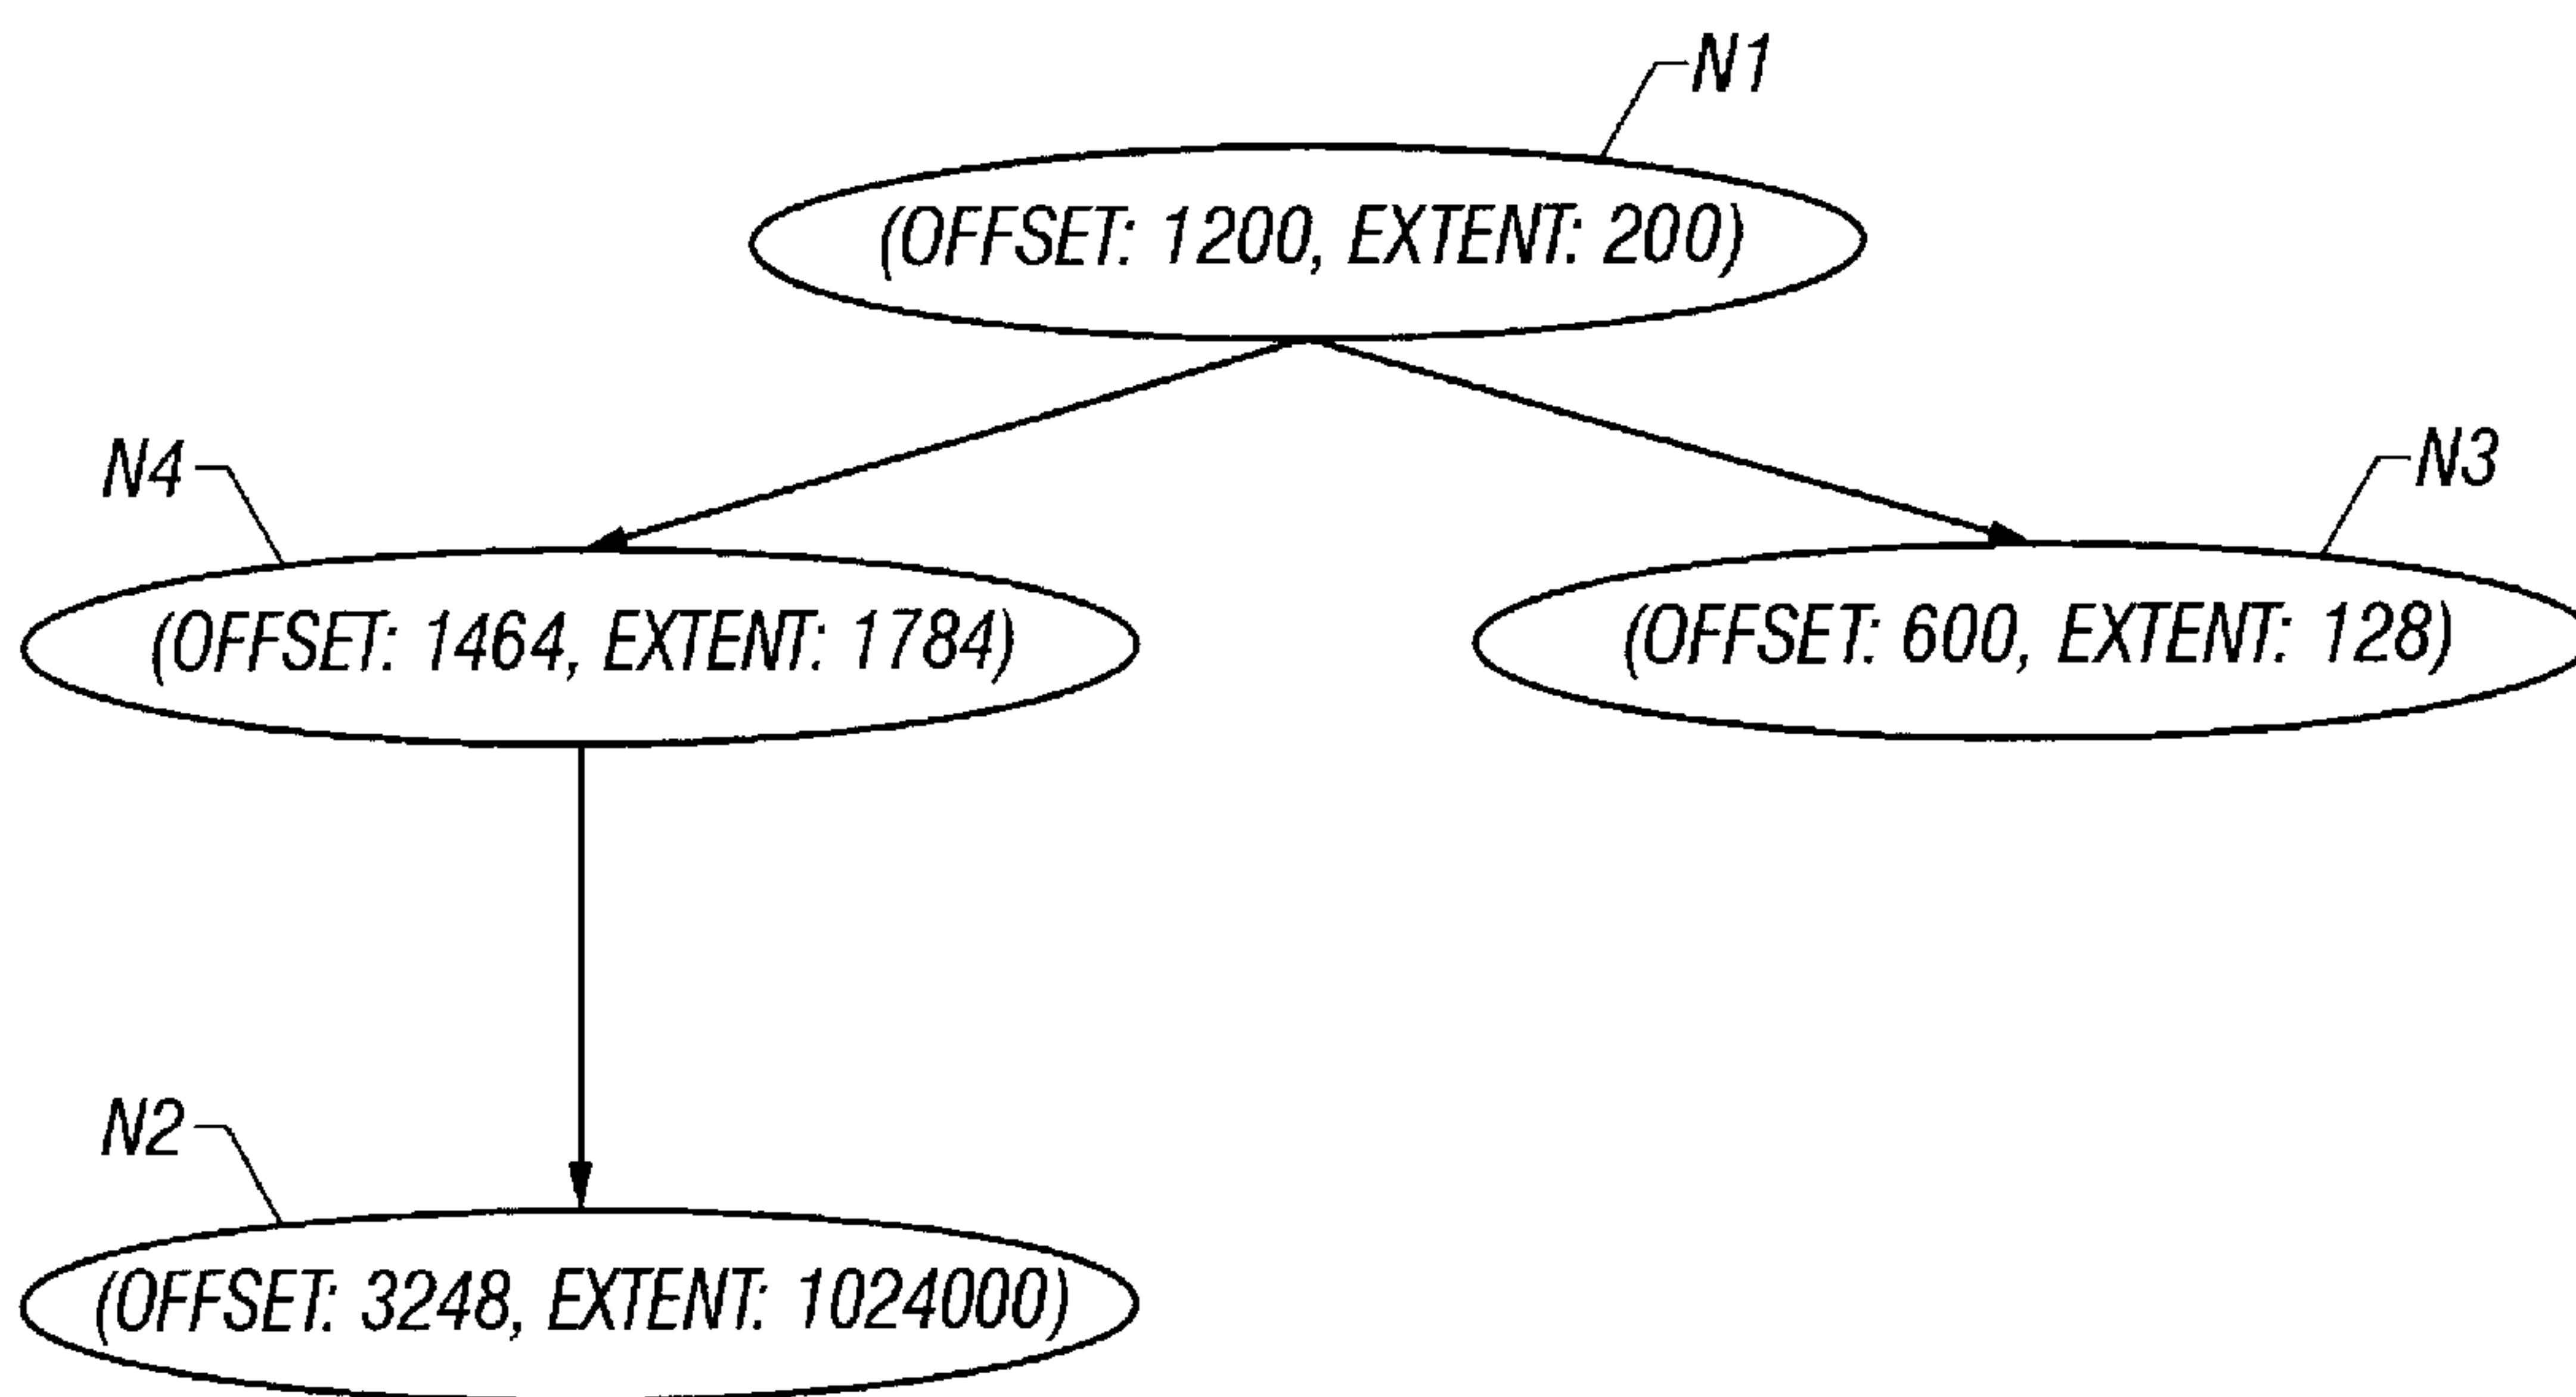 N1
(OFFSET: 1200, EXTENT: 200)
N4
N3
(OFFSET: 1464, EXTENT: 1784)
(OFFSET: 600, EXTENT: 128)
N2
(OFFSET: 3248, EXTENT: 1024000)